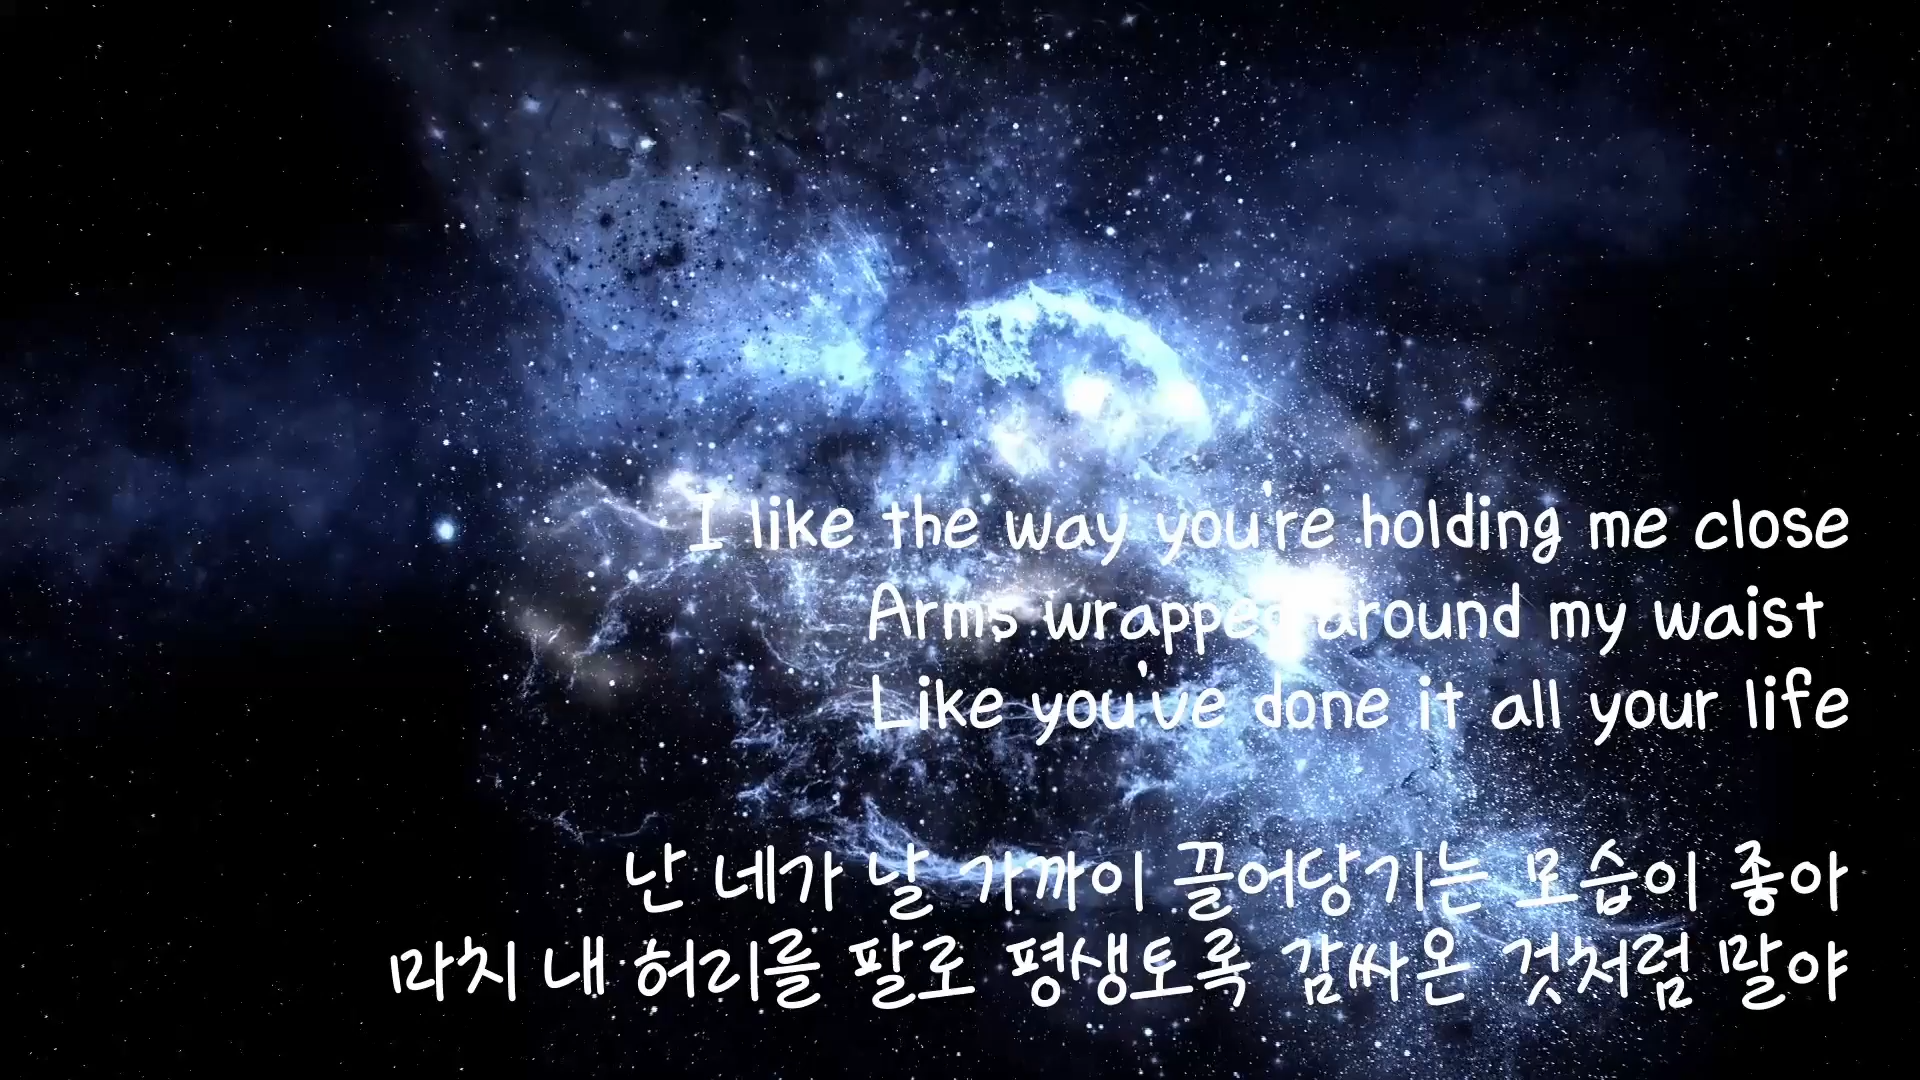 I like the way you're holding me close
Arms wrapped around my waist
Like you've done it all your life
난 네가 날 가까이 끌어당기는 모습이 좋아
마치 내 허리를 팔로 평생토록 감싸온 것처럼 말야